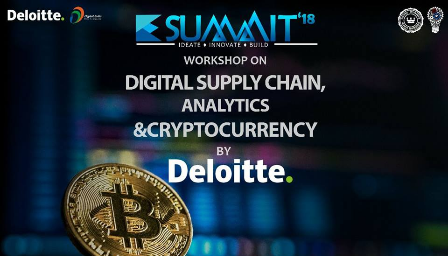 Deloitte.
E SUMMIT'18
IDEATE • INNOVATE • BUILD
WORKSHOP ON
DIGITAL SUPPLY CHAIN,
ANALYTICS
&CRYPTOCURRENCY
BY
Deloitte.